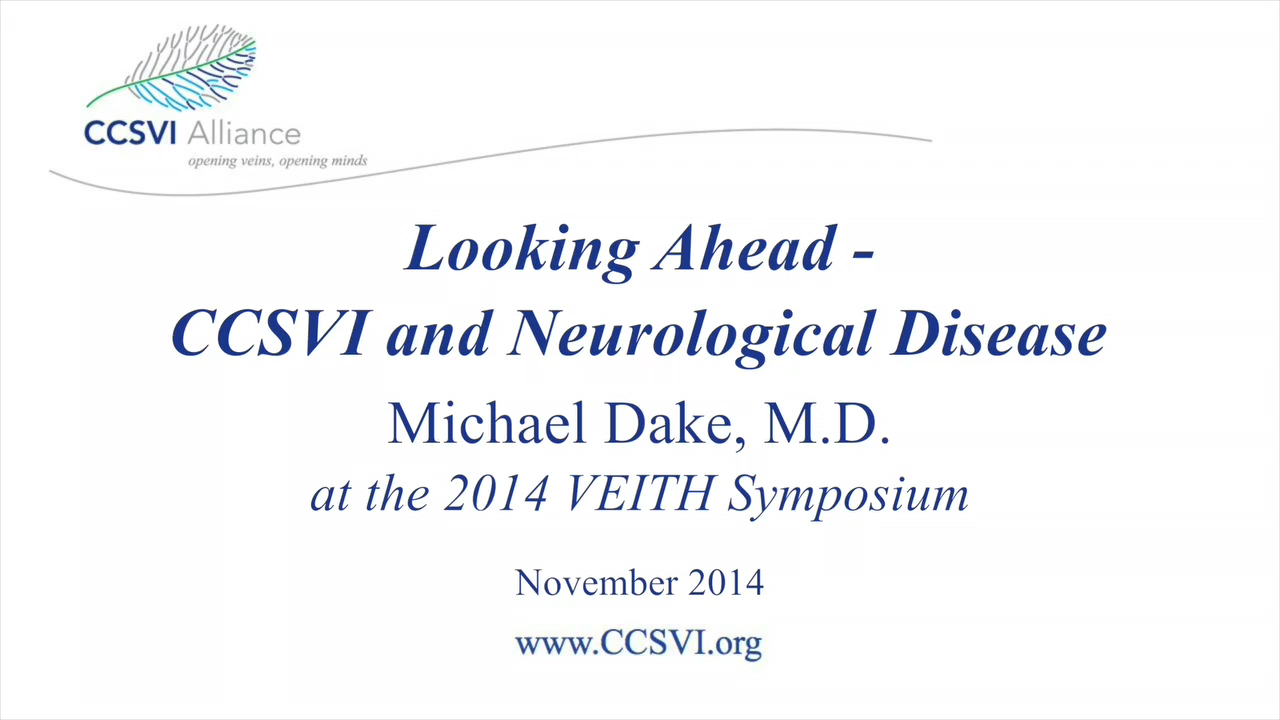 CCSVI Alliance
opening veins, opening minds
Looking Ahead -
CCSVI and Neurological Disease
Michael Dake, M.D.
at the 2014 VEITH Symposium
November 2014
www.CCSVI.org